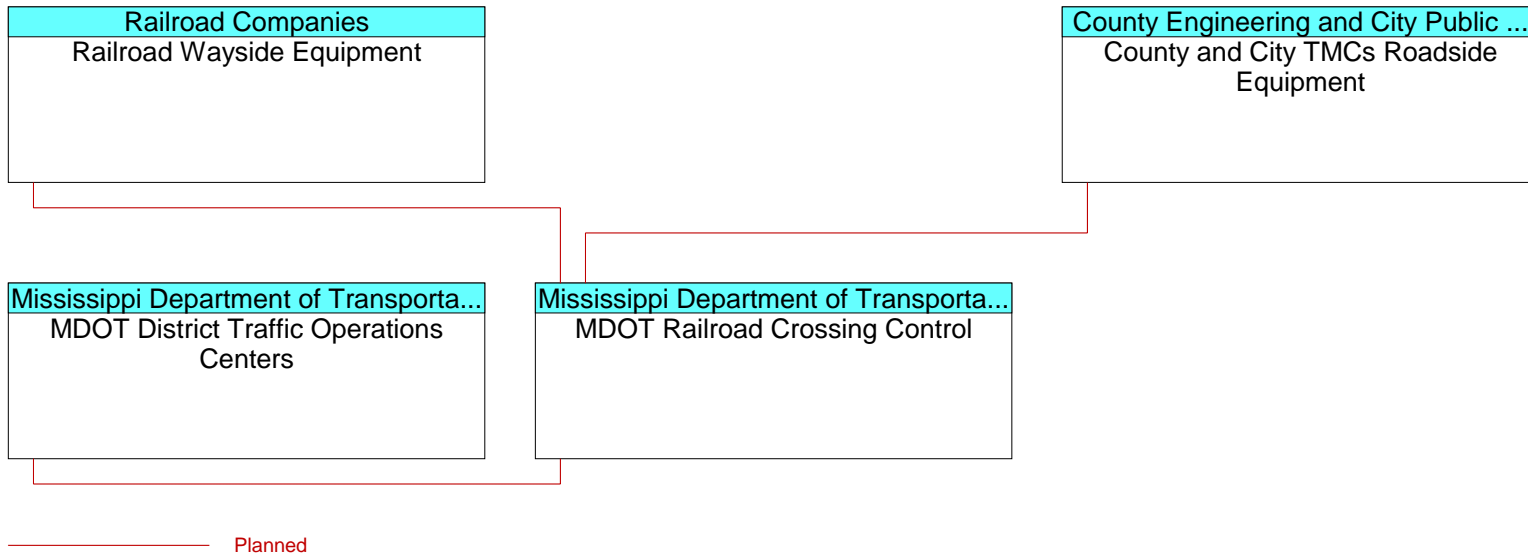 Railroad Companies
Railroad Wayside Equipment
County Engineering and City Public ...
County and City TMCs Roadside
Equipment
Mississippi Department of Transporta...
MDOT District Traffic Operations
Centers
Mississippi Department of Transporta...
MDOT Railroad Crossing Control
Planned